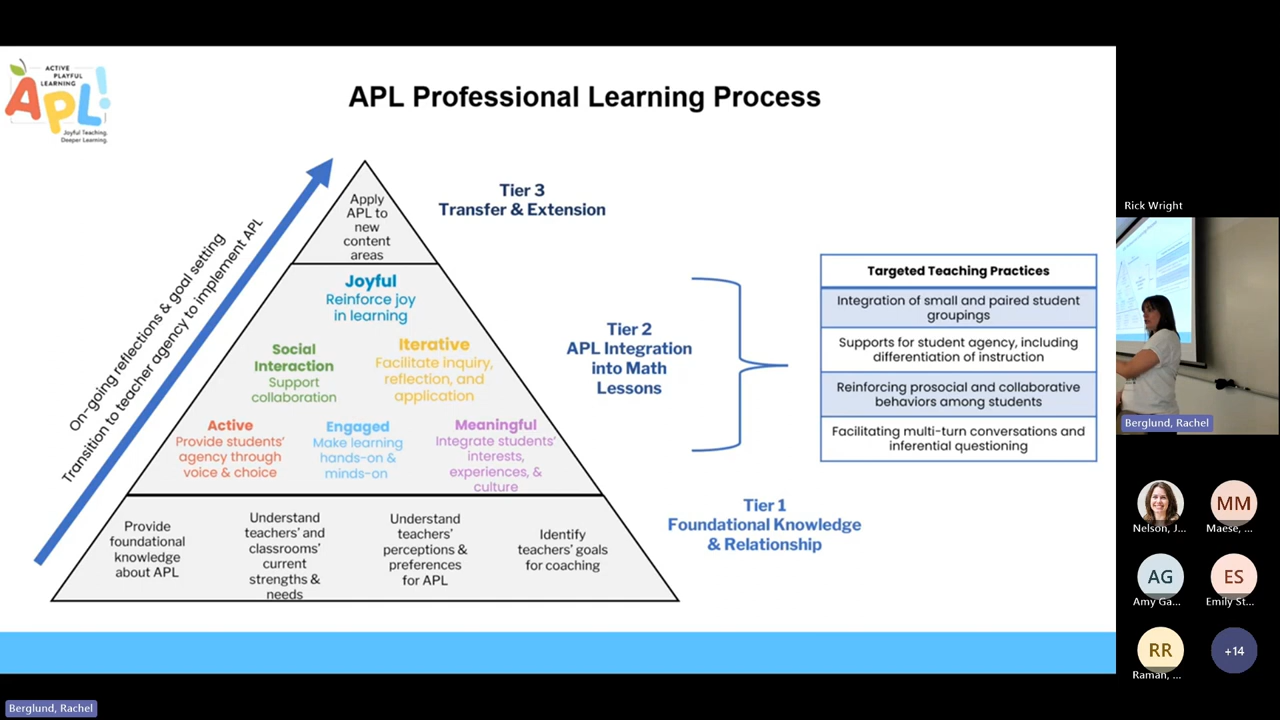 ACTIVE
PLAYFUL
LEARNING
APL!
Joyful Teaching.
Deeper Learning.
APL Professional Learning Process
On-going reflections & goal setting
Transition to teacher agency to implement APL
Apply
APL to
new
content
areas
Tier 3
Transfer & Extension
Joyful
Reinforce joy
in learning
Social
Interaction
Support
collaboration
Iterative
Facilitate inquiry,
reflection, and
application
Active
Provide students'
agency through
voice & choice
Engaged
Make learning
hands-on &
minds-on
Meaningful
Integrate students'
interests,
experiences, &
culture
Tier 2
APL Integration
into Math
Lessons
Targeted Teaching Practices
Integration of small and paired student
groupings
Supports for student agency, including
differentiation of instruction
Reinforcing prosocial and collaborative
behaviors among students
Facilitating multi-turn conversations and
inferential questioning
Provide
foundational
knowledge
about APL
Understand
teachers' and
classrooms'
current
strengths &
needs
Understand
teachers'
perceptions &
preferences
for APL
Identify
teachers' goals
for coaching
Tier 1
Foundational Knowledge
& Relationship
Rick Wright
Berglund, Rachel
Nelson, J...
MM
Maese, ...
AG
Amy Ga...
ES
Emily St...
RR
Raman, ...
+14
Berglund, Rachel